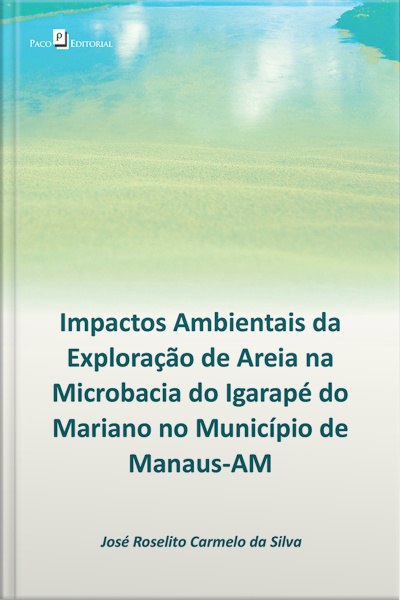 PACO EDITORIAL
Impactos Ambientais da
Exploração de Areia na
Microbacia do Igarapé do
Mariano no Município de
Manaus-AM
José Roselito Carmelo da Silva